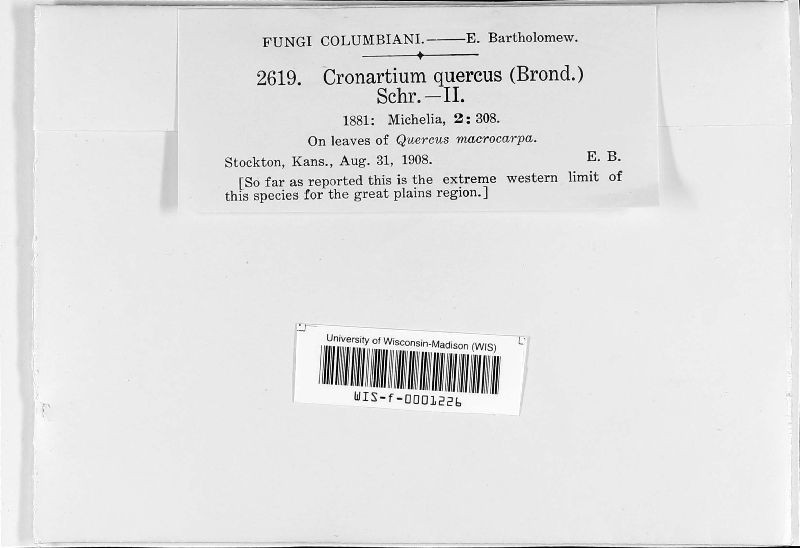 FUNGI COLUMBIANI.——E. Bartholomew.
2619. Cronartium quercus (Brond.)
Schr.—II.
1881: Michelia, 2: 308.
On leaves of Quercus macrocarpa.
Stockton, Kans., Aug. 31, 1908. E. B.
[So far as reported this is the extreme western limit of
this species for the great plains region.]
University of Wisconsin-Madison (WIS)
WIS-f-0001226